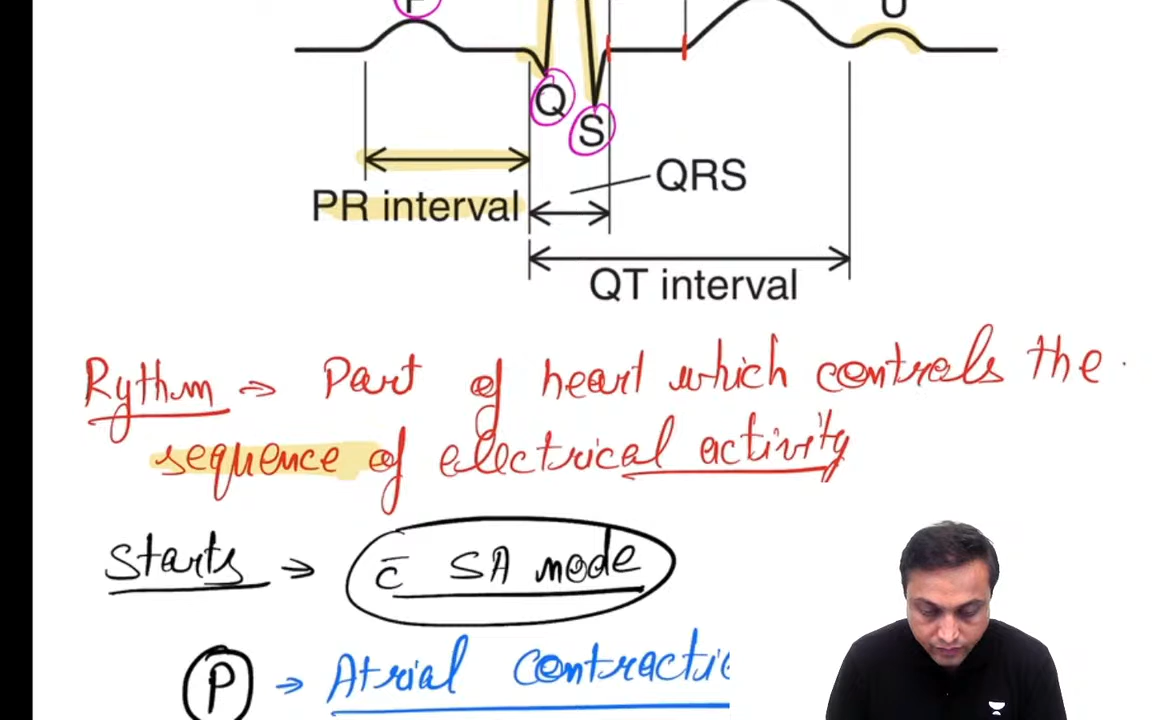 P
U
Q
S
QRS
PR interval
QT interval
Rythm → Part of heart which controls the
sequence of electrical activity
Starts → c̄ SA node
P → Atrial